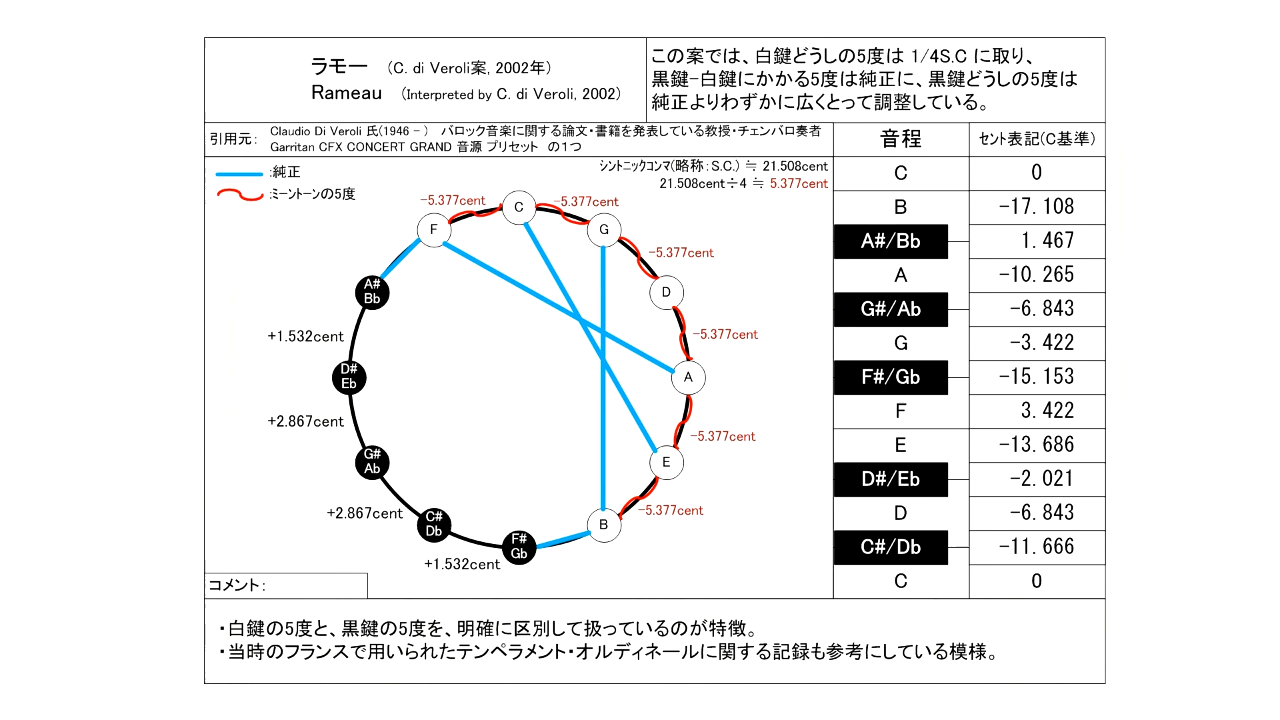 ラモー （C. di Veroli案, 2002年）
Rameau （Interpreted by C. di Veroli, 2002）
この案では、白鍵どうしの5度は 1/4S.C に取り、
黒鍵-白鍵にかかる5度は純正に、黒鍵どうしの5度は
純正よりわずかに広くとって調整している。
引用元：
Claudio Di Veroli 氏(1946 - ) バロック音楽に関する論文・書籍を発表している教授・チェンバロ奏者
Garritan CFX CONCERT GRAND 音源 プリセット の1つ
:純正
:ミーントーンの5度
シントニックコンマ(略称：S.C.) ≒ 21.508cent
21.508cent÷4 ≒ 5.377cent
-5.377cent
C
-5.377cent
F
G
-5.377cent
A#
Bb
D
+1.532cent
-5.377cent
D#
Eb
A
+2.867cent
-5.377cent
G#
Ab
E
+2.867cent
-5.377cent
C#
Db
B
F#
Gb
+1.532cent
音程 セント表記(C基準)
C 0
B -17.108
A#/Bb 1.467
A -10.265
G#/Ab -6.843
G -3.422
F#/Gb -15.153
F 3.422
E -13.686
D#/Eb -2.021
D -6.843
C#/Db -11.666
C 0
コメント：
・白鍵の5度と、黒鍵の5度を、明確に区別して扱っているのが特徴。
・当時のフランスで用いられたテンペラメント・オルディネールに関する記録も参考にしている模様。